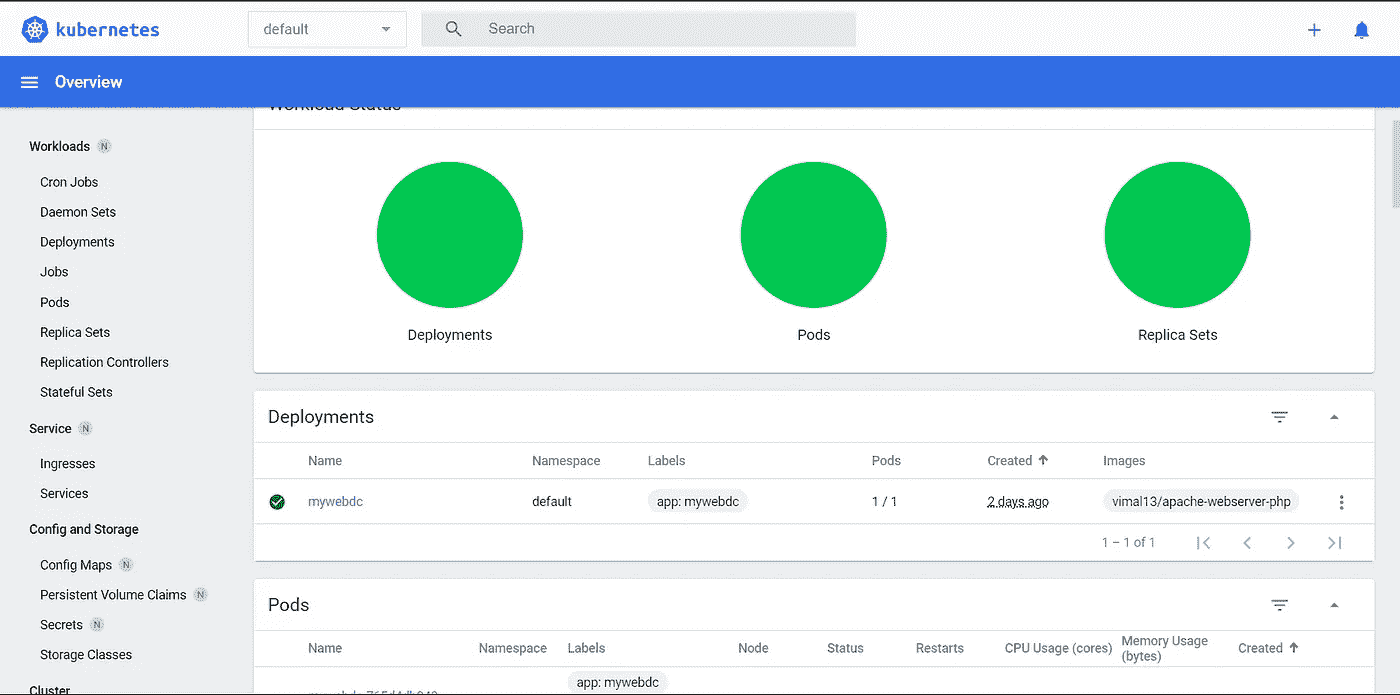 kubernetes
default
Search
Overview
Workload Status
Workloads N
Cron Jobs
Daemon Sets
Deployments
Jobs
Pods
Replica Sets
Replication Controllers
Stateful Sets
Service N
Ingresses
Services
Config and Storage
Config Maps N
Persistent Volume Claims N
Secrets N
Storage Classes
Cluster
Deployments Pods Replica Sets
Deployments
Name Namespace Labels Pods Created Images
mywebdc default app: mywebdc 1 / 1 2 days ago vimal13/apache-webserver-php
1 – 1 of 1
Pods
Name Namespace Labels Node Status Restarts CPU Usage (cores) Memory Usage (bytes) Created
app: mywebdc